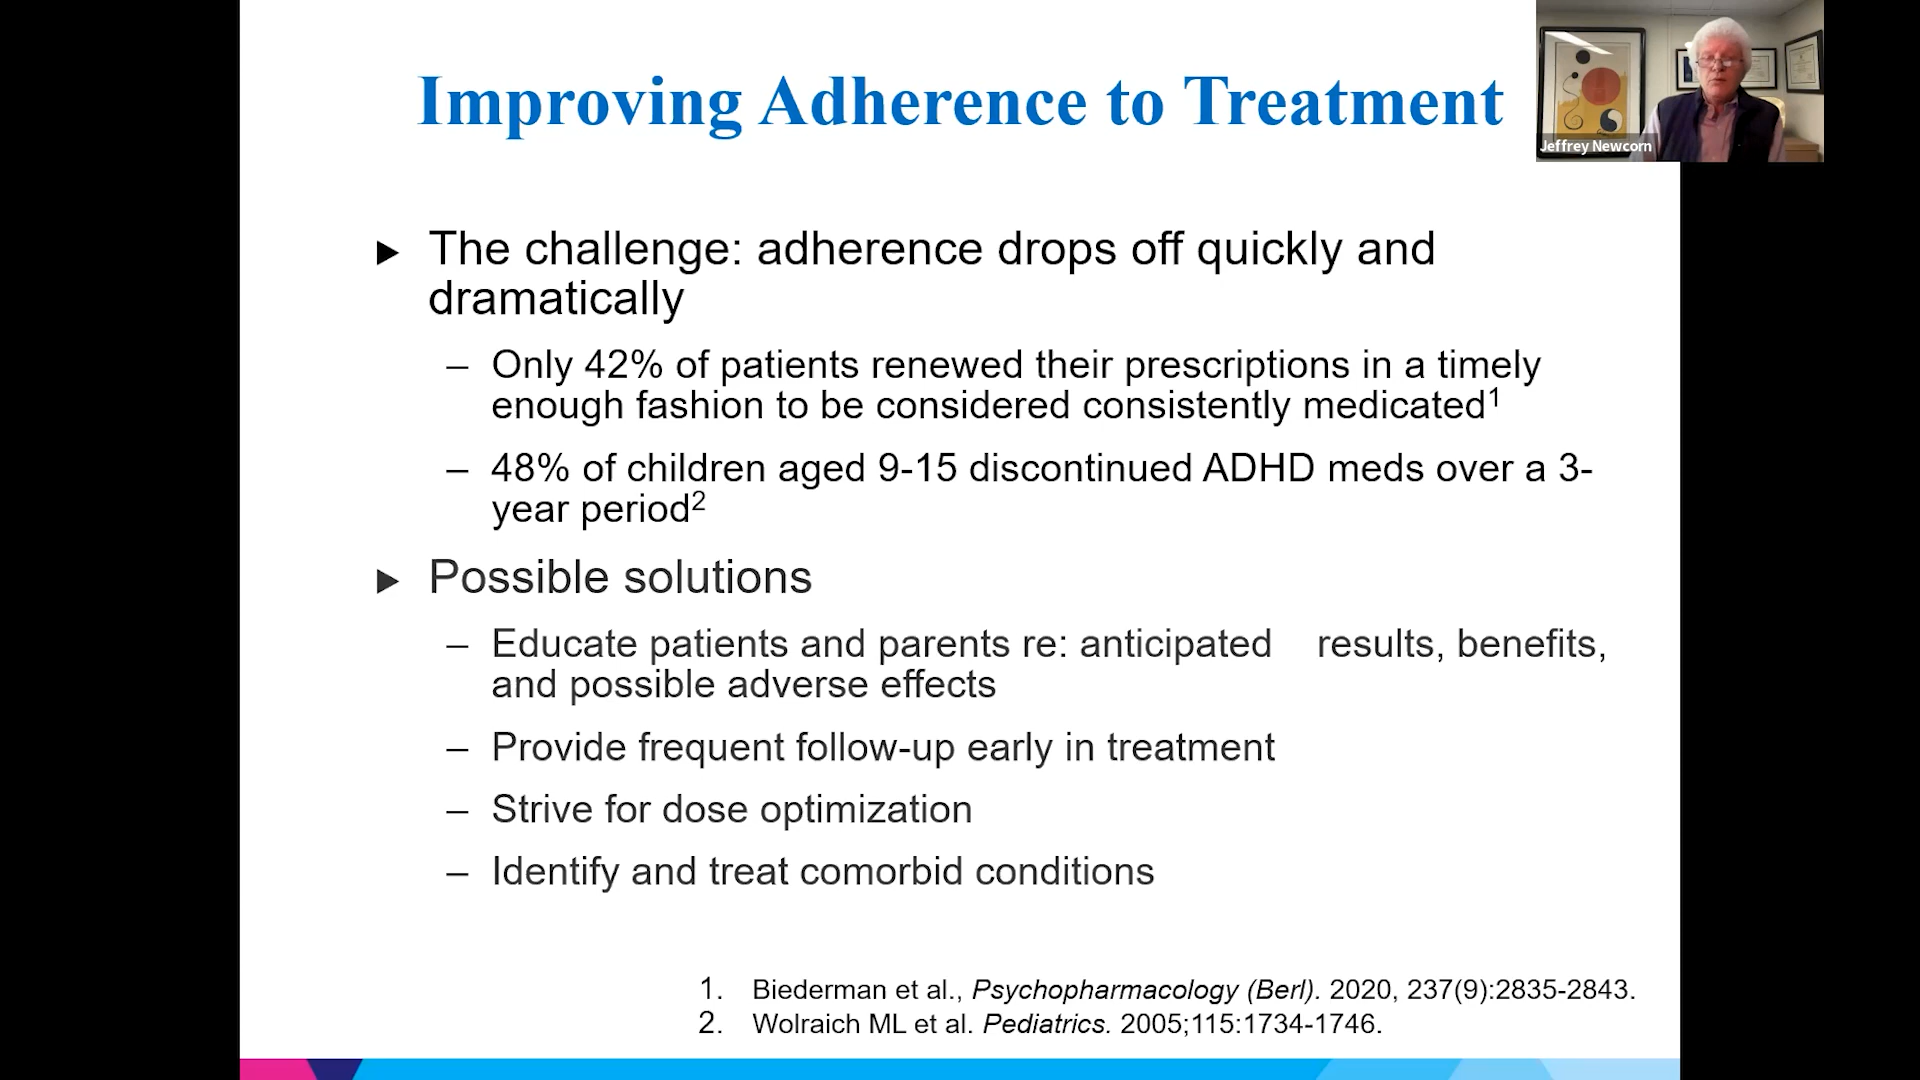 Improving Adherence to Treatment
Jeffrey Newcorn
▶ The challenge: adherence drops off quickly and
dramatically
– Only 42% of patients renewed their prescriptions in a timely
enough fashion to be considered consistently medicated¹
– 48% of children aged 9-15 discontinued ADHD meds over a 3-
year period²
▶ Possible solutions
– Educate patients and parents re: anticipated results, benefits,
and possible adverse effects
– Provide frequent follow-up early in treatment
– Strive for dose optimization
– Identify and treat comorbid conditions
1. Biederman et al., Psychopharmacology (Berl). 2020, 237(9):2835-2843.
2. Wolraich ML et al. Pediatrics. 2005;115:1734-1746.